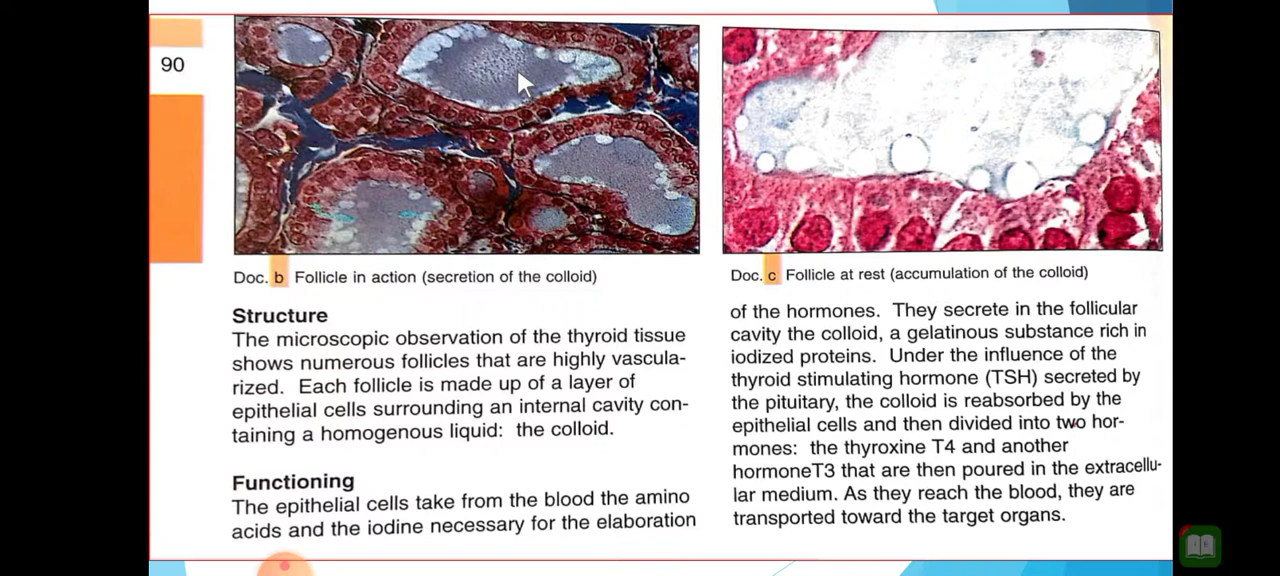 90
Doc. b Follicle in action (secretion of the colloid)
Doc. c Follicle at rest (accumulation of the colloid)
Structure
The microscopic observation of the thyroid tissue
shows numerous follicles that are highly vascula-
rized. Each follicle is made up of a layer of
epithelial cells surrounding an internal cavity con-
taining a homogenous liquid: the colloid.
Functioning
The epithelial cells take from the blood the amino
acids and the iodine necessary for the elaboration
of the hormones. They secrete in the follicular
cavity the colloid, a gelatinous substance rich in
iodized proteins. Under the influence of the
thyroid stimulating hormone (TSH) secreted by
the pituitary, the colloid is reabsorbed by the
epithelial cells and then divided into two hor-
mones: the thyroxine T4 and another
hormoneT3 that are then poured in the extracellu-
lar medium. As they reach the blood, they are
transported toward the target organs.